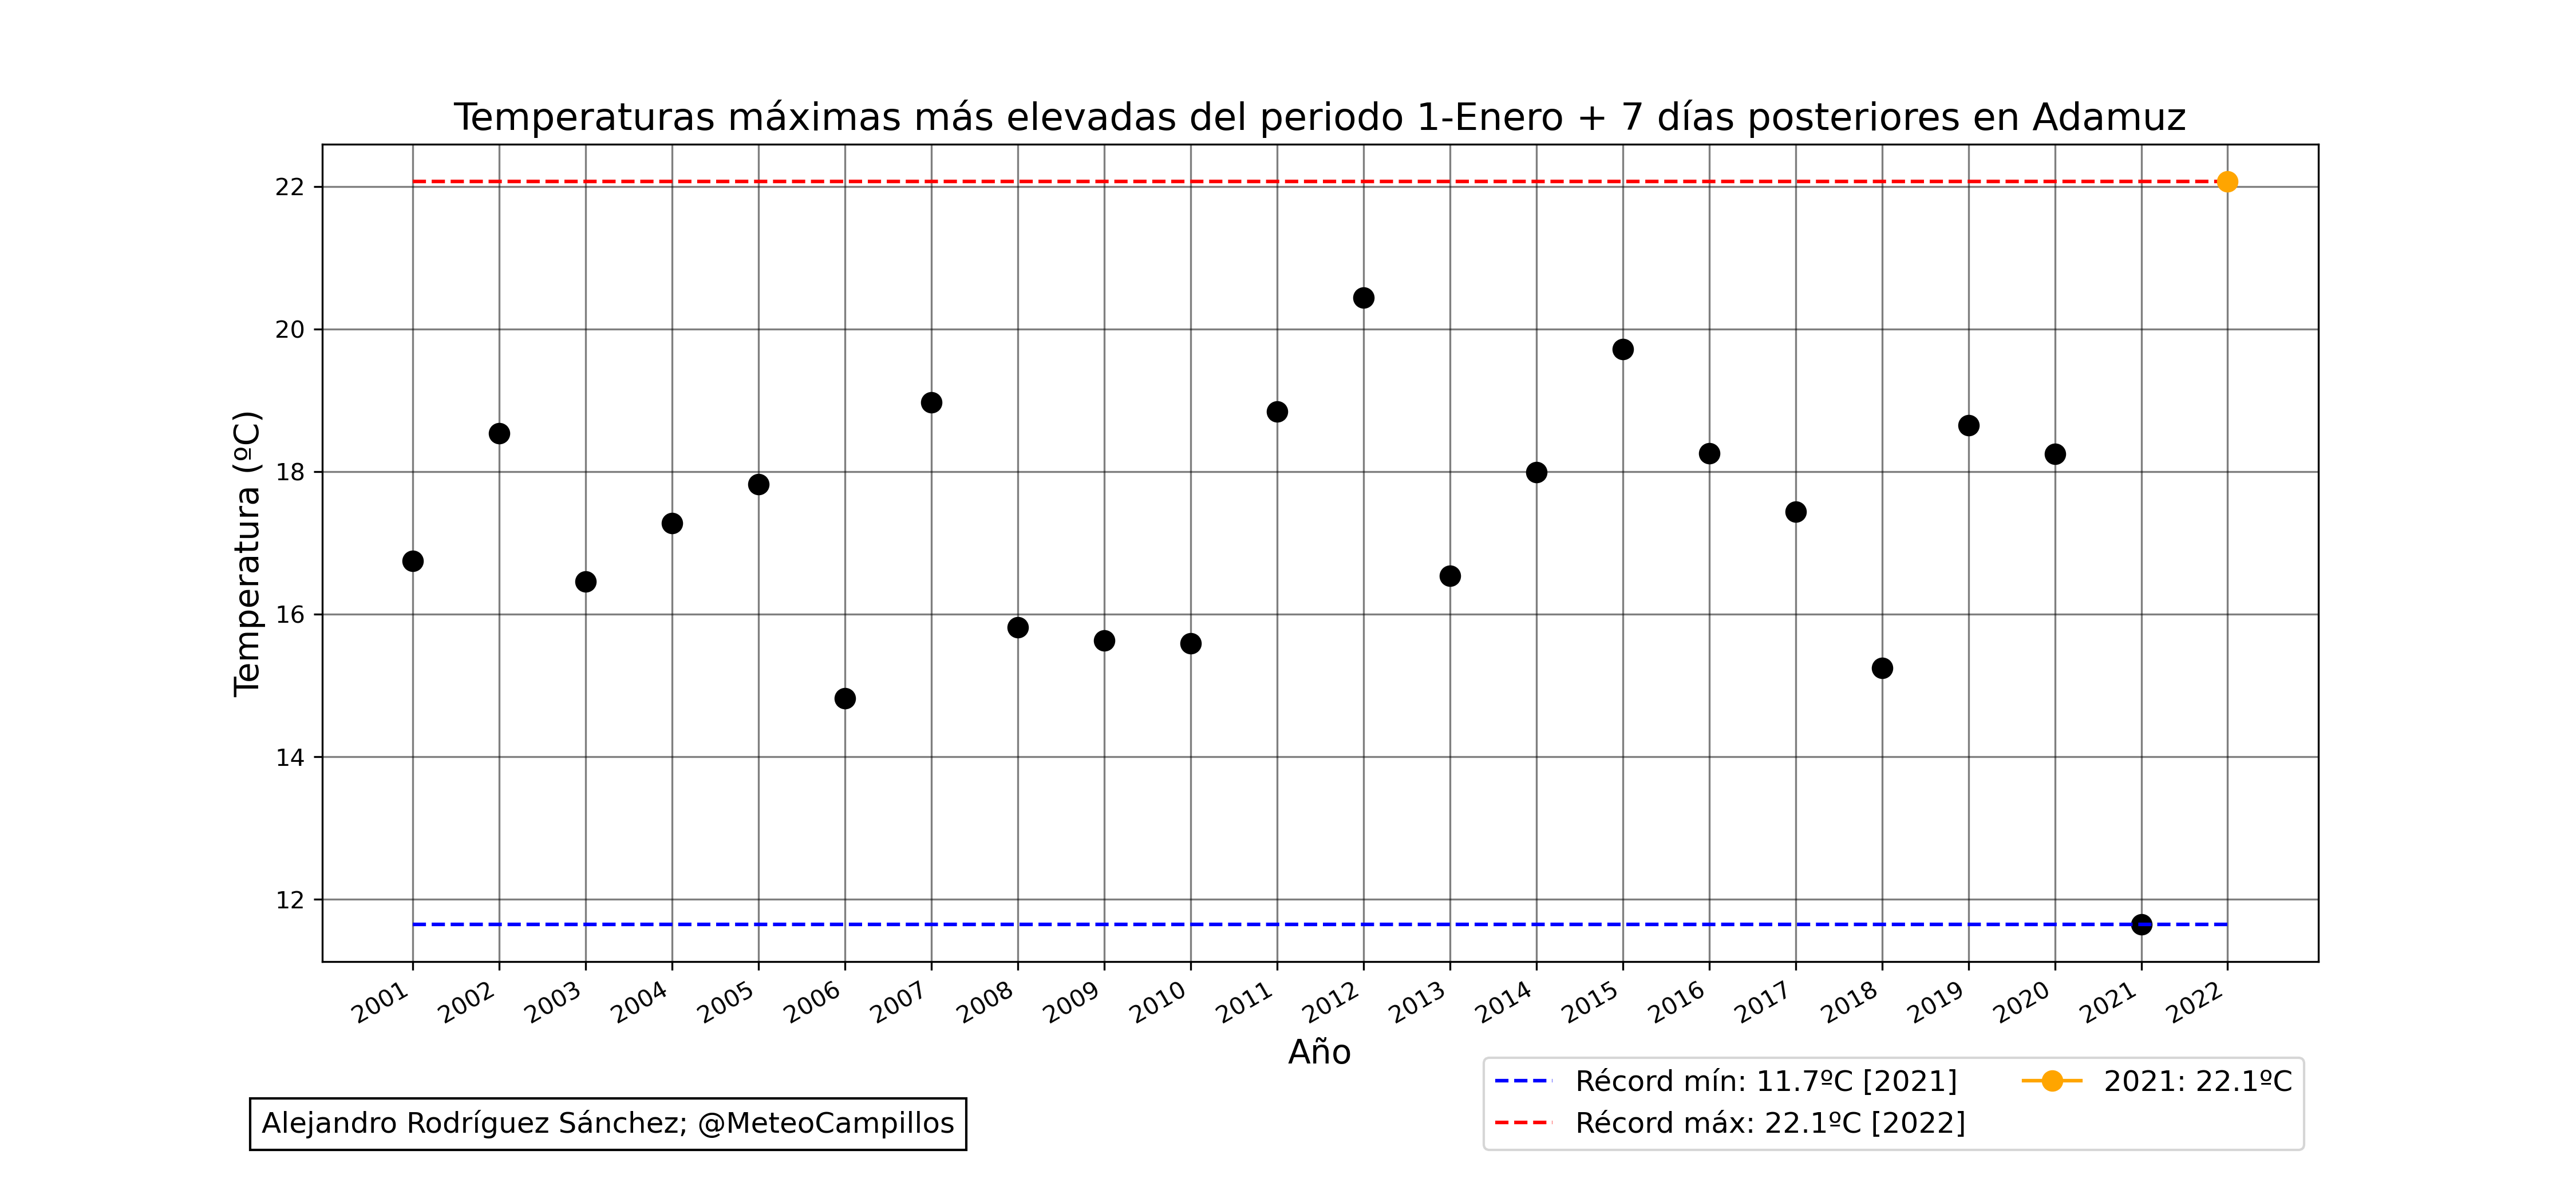 Temperaturas máximas más elevadas del periodo 1-Enero + 7 días posteriores en Adamuz
Temperatura (ºC)
22
20
18
16
14
12
2001 2002 2003 2004 2005 2006 2007 2008 2009 2010 2011 2012 2013 2014 2015 2016 2017 2018 2019 2020 2021 2022
Año
Récord mín: 11.7ºC [2021]
Récord máx: 22.1ºC [2022]
2021: 22.1ºC
Alejandro Rodríguez Sánchez; @MeteoCampillos